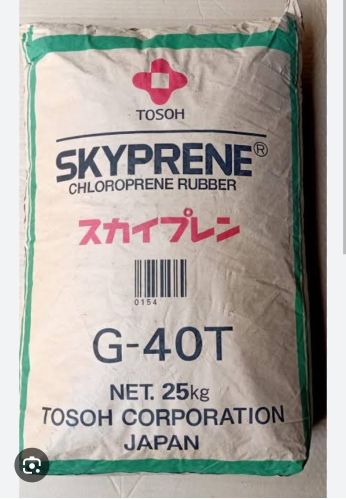 TOSOH
SKYPRENE®
CHLOROPRENE RUBBER
スカイプレン
0154
G-40T
NET. 25kg
TOSOH CORPORATION
JAPAN